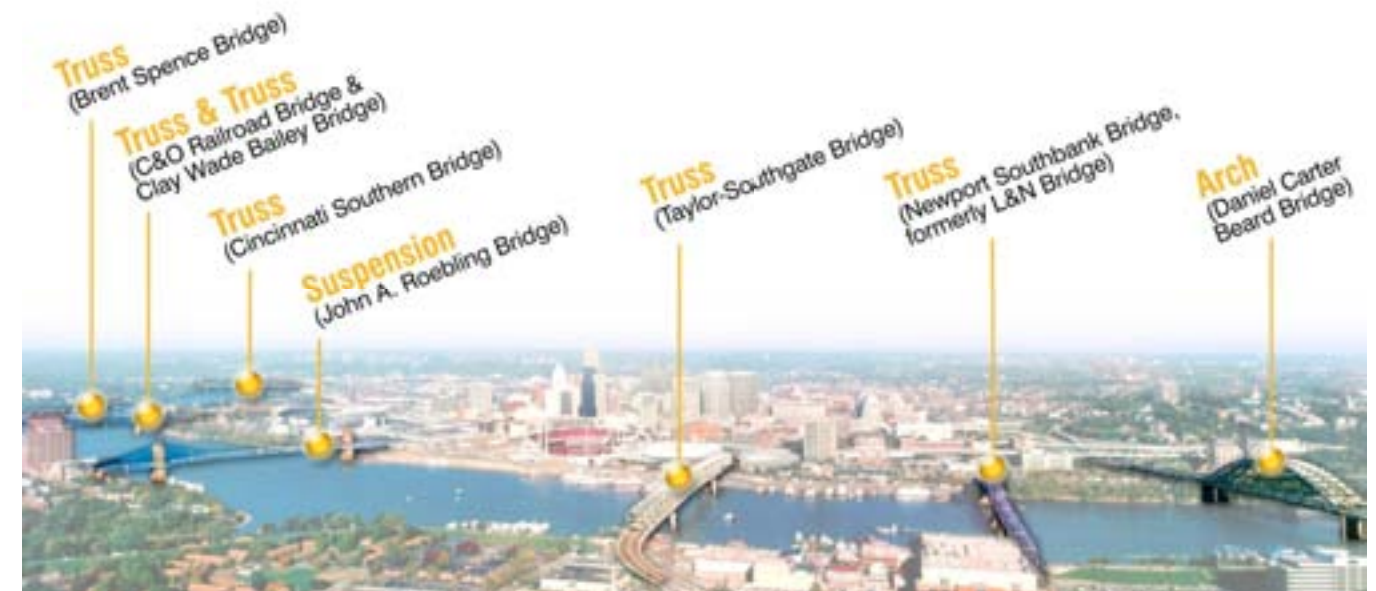 Truss
(Brent Spence Bridge)
Truss & Truss
(C&O Railroad Bridge &
Clay Wade Bailey Bridge)
Truss
(Cincinnati Southern Bridge)
Suspension
(John A. Roebling Bridge)
Truss
(Taylor-Southgate Bridge)
Truss
(Newport Southbank Bridge,
formerly L&N Bridge)
Arch
(Daniel Carter
Beard Bridge)